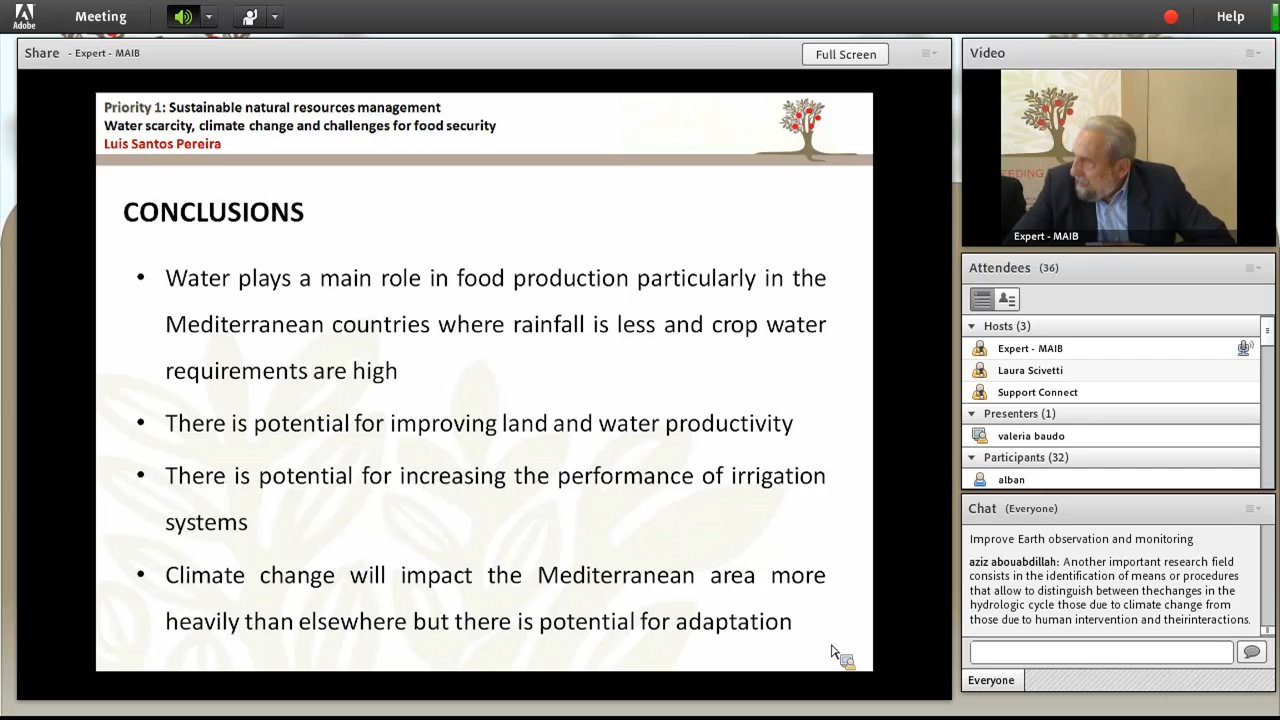 Adobe
Meeting
Help
Share - Expert - MAIB
Full Screen
Priority 1: Sustainable natural resources management
Water scarcity, climate change and challenges for food security
Luis Santos Pereira
CONCLUSIONS
• Water plays a main role in food production particularly in the
Mediterranean countries where rainfall is less and crop water
requirements are high
• There is potential for improving land and water productivity
• There is potential for increasing the performance of irrigation
systems
• Climate change will impact the Mediterranean area more
heavily than elsewhere but there is potential for adaptation
Video
EEDING
Expert - MAIB
Attendees (36)
Hosts (3)
Expert - MAIB
Laura Scivetti
Support Connect
Presenters (1)
valeria baudo
Participants (32)
alban
Chat (Everyone)
Improve Earth observation and monitoring
aziz abouabdillah: Another important research field
consists in the identification of means or procedures
that allow to distinguish between thechanges in the
hydrologic cycle those due to climate change from
those due to human intervention and theirinteractions.
Everyone